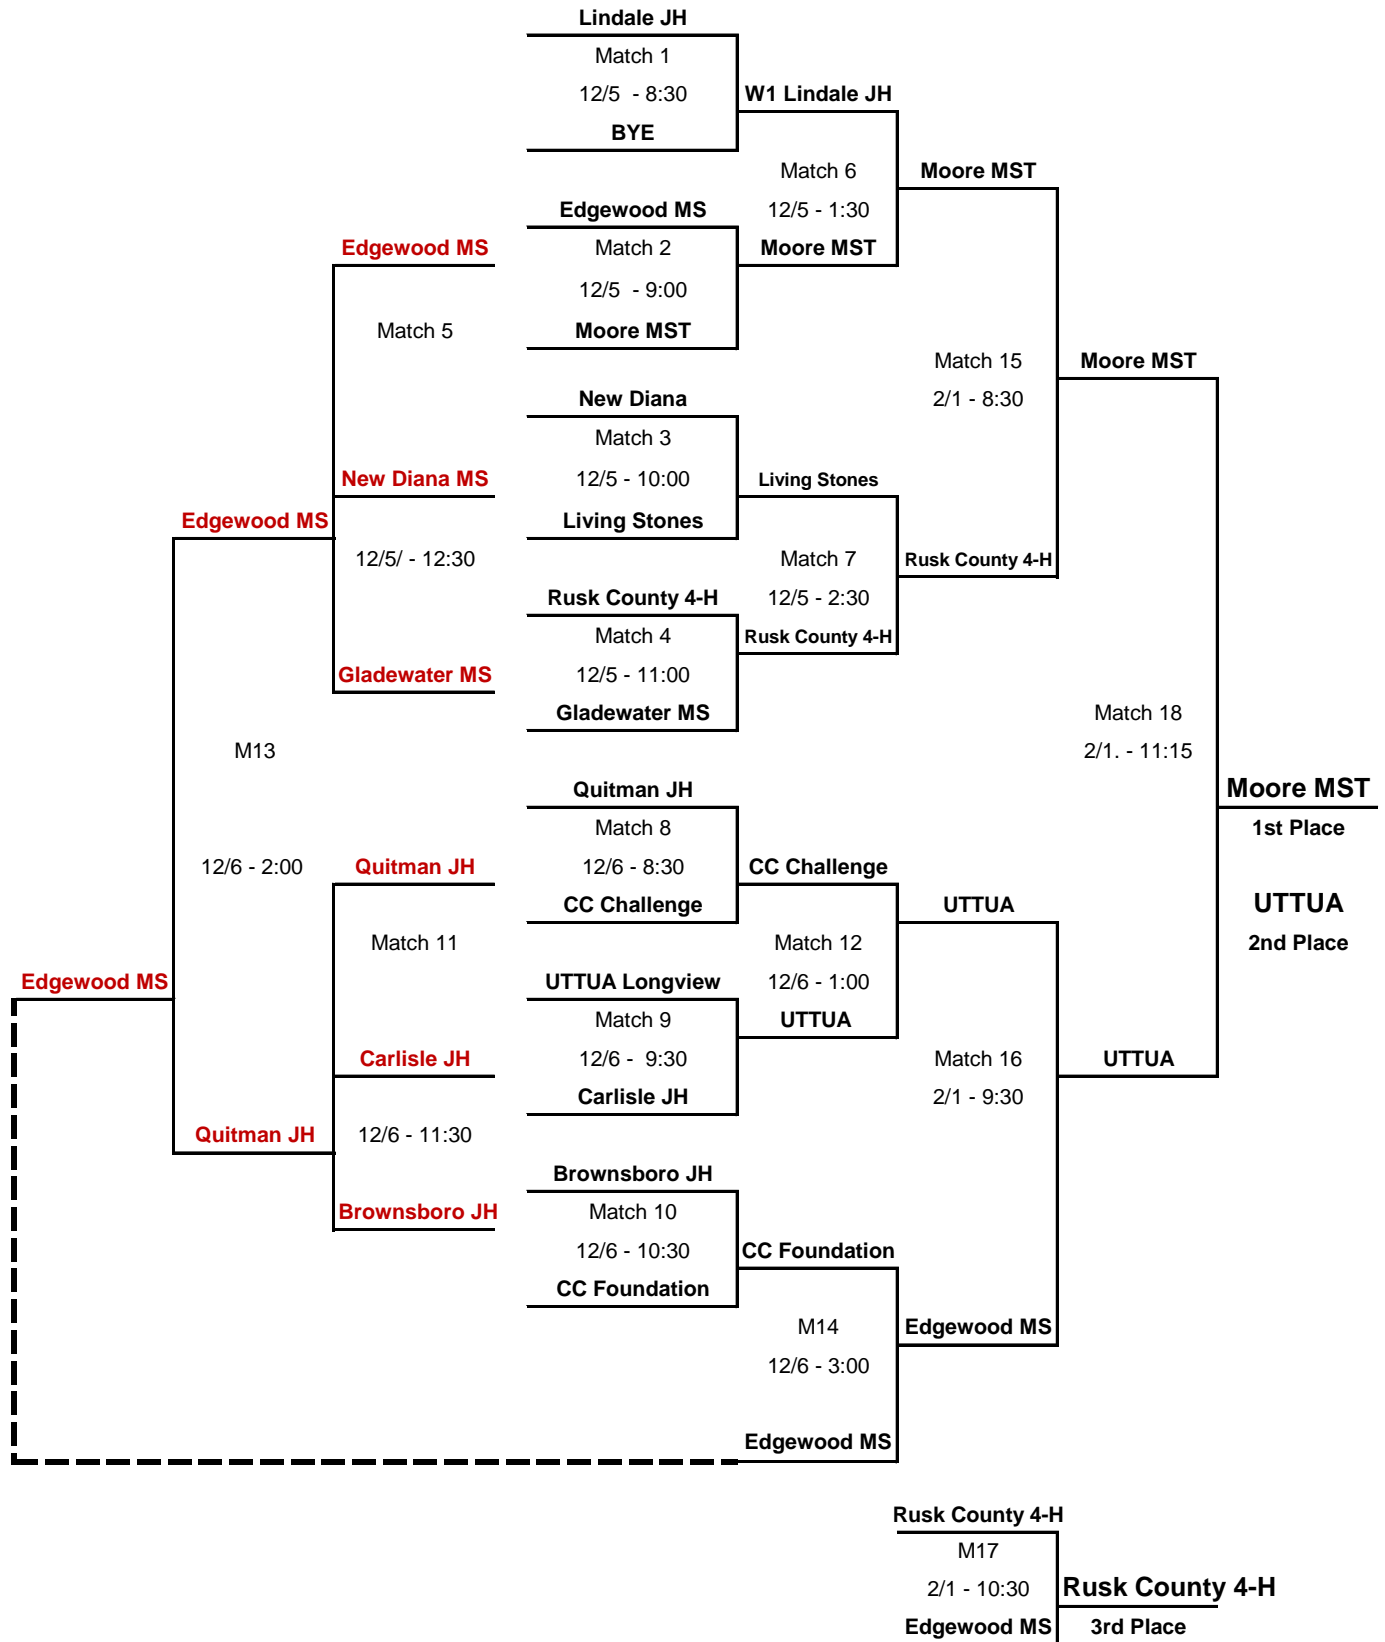 Lindale JH
Match 1
12/5 - 8:30
W1 Lindale JH
BYE
Match 6
Moore MST
Edgewood MS
12/5 - 1:30
Edgewood MS
Match 2
Moore MST
12/5 - 9:00
Match 5
Moore MST
Match 15
Moore MST
New Diana
2/1 - 8:30
Match 3
New Diana MS
12/5 - 10:00
Living Stones
Edgewood MS
Living Stones
12/5/ - 12:30
Match 7
Rusk County 4-H
Rusk County 4-H
12/5 - 2:30
Match 4
Rusk County 4-H
Gladewater MS
12/5 - 11:00
Gladewater MS
Match 18
M13
2/1. - 11:15
Quitman JH
Moore MST
Match 8
1st Place
12/6 - 2:00
Quitman JH
12/6 - 8:30
CC Challenge
CC Challenge
UTTUA
UTTUA
Match 11
Match 12
2nd Place
Edgewood MS
UTTUA Longview
12/6 - 1:00
Match 9
UTTUA
Carlisle JH
12/6 - 9:30
Match 16
UTTUA
Carlisle JH
2/1 - 9:30
Quitman JH
12/6 - 11:30
Brownsboro JH
Brownsboro JH
Match 10
12/6 - 10:30
CC Foundation
CC Foundation
M14
Edgewood MS
12/6 - 3:00
Edgewood MS
Rusk County 4-H
M17
2/1 - 10:30
Rusk County 4-H
Edgewood MS
3rd Place